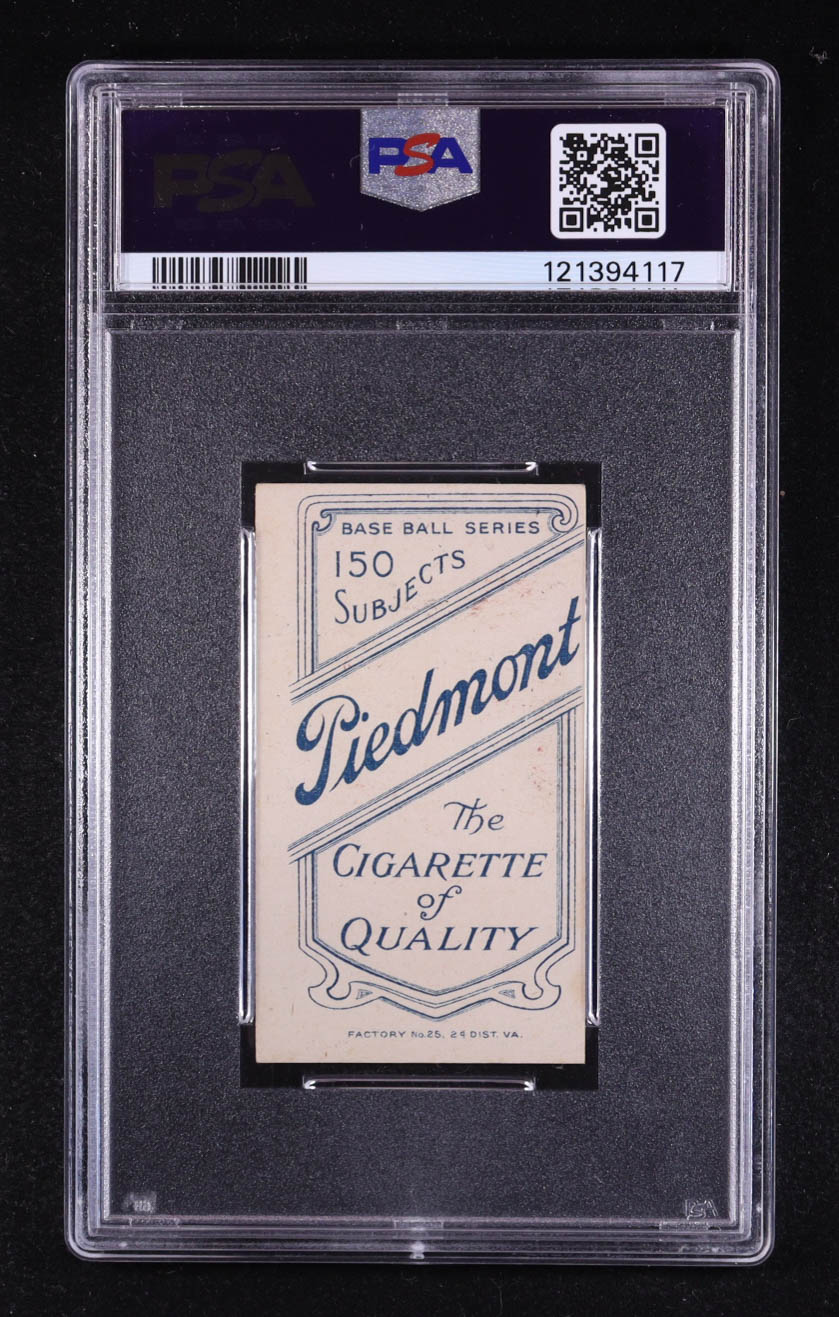 PSA
PSA
121394117
BASE BALL SERIES
150
SUBJECTS
Piedmont
The
CIGARETTE
of
QUALITY
FACTORY No.25, 2d DIST. VA.
PSA